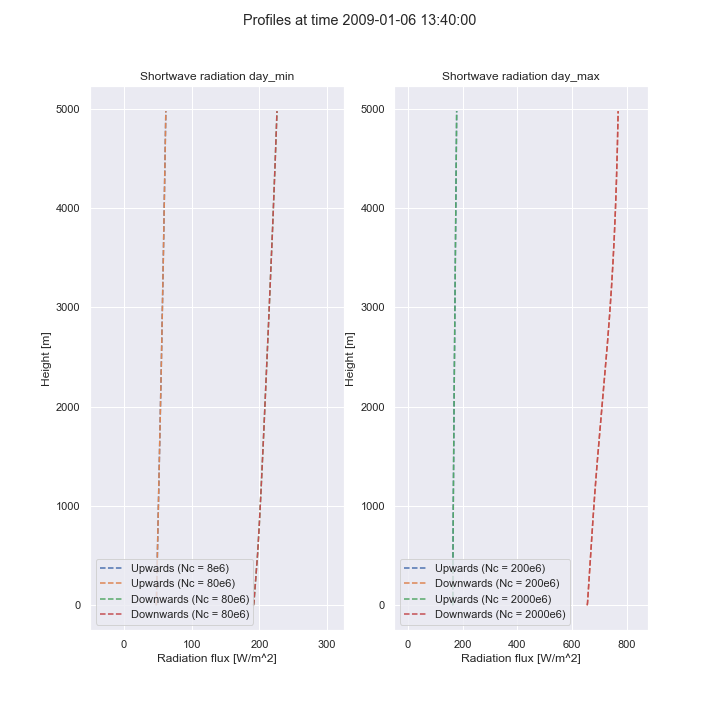 Profiles at time 2009-01-06 13:40:00
Shortwave radiation day_min
5000
4000
3000
2000
1000
0
Height [m]
Upwards (Nc = 8e6)
Upwards (Nc = 80e6)
Downwards (Nc = 80e6)
Downwards (Nc = 80e6)
0
100
200
300
Radiation flux [W/m^2]
Shortwave radiation day_max
5000
4000
3000
2000
1000
0
Height [m]
Upwards (Nc = 200e6)
Downwards (Nc = 200e6)
Upwards (Nc = 2000e6)
Downwards (Nc = 2000e6)
0
200
400
600
800
Radiation flux [W/m^2]